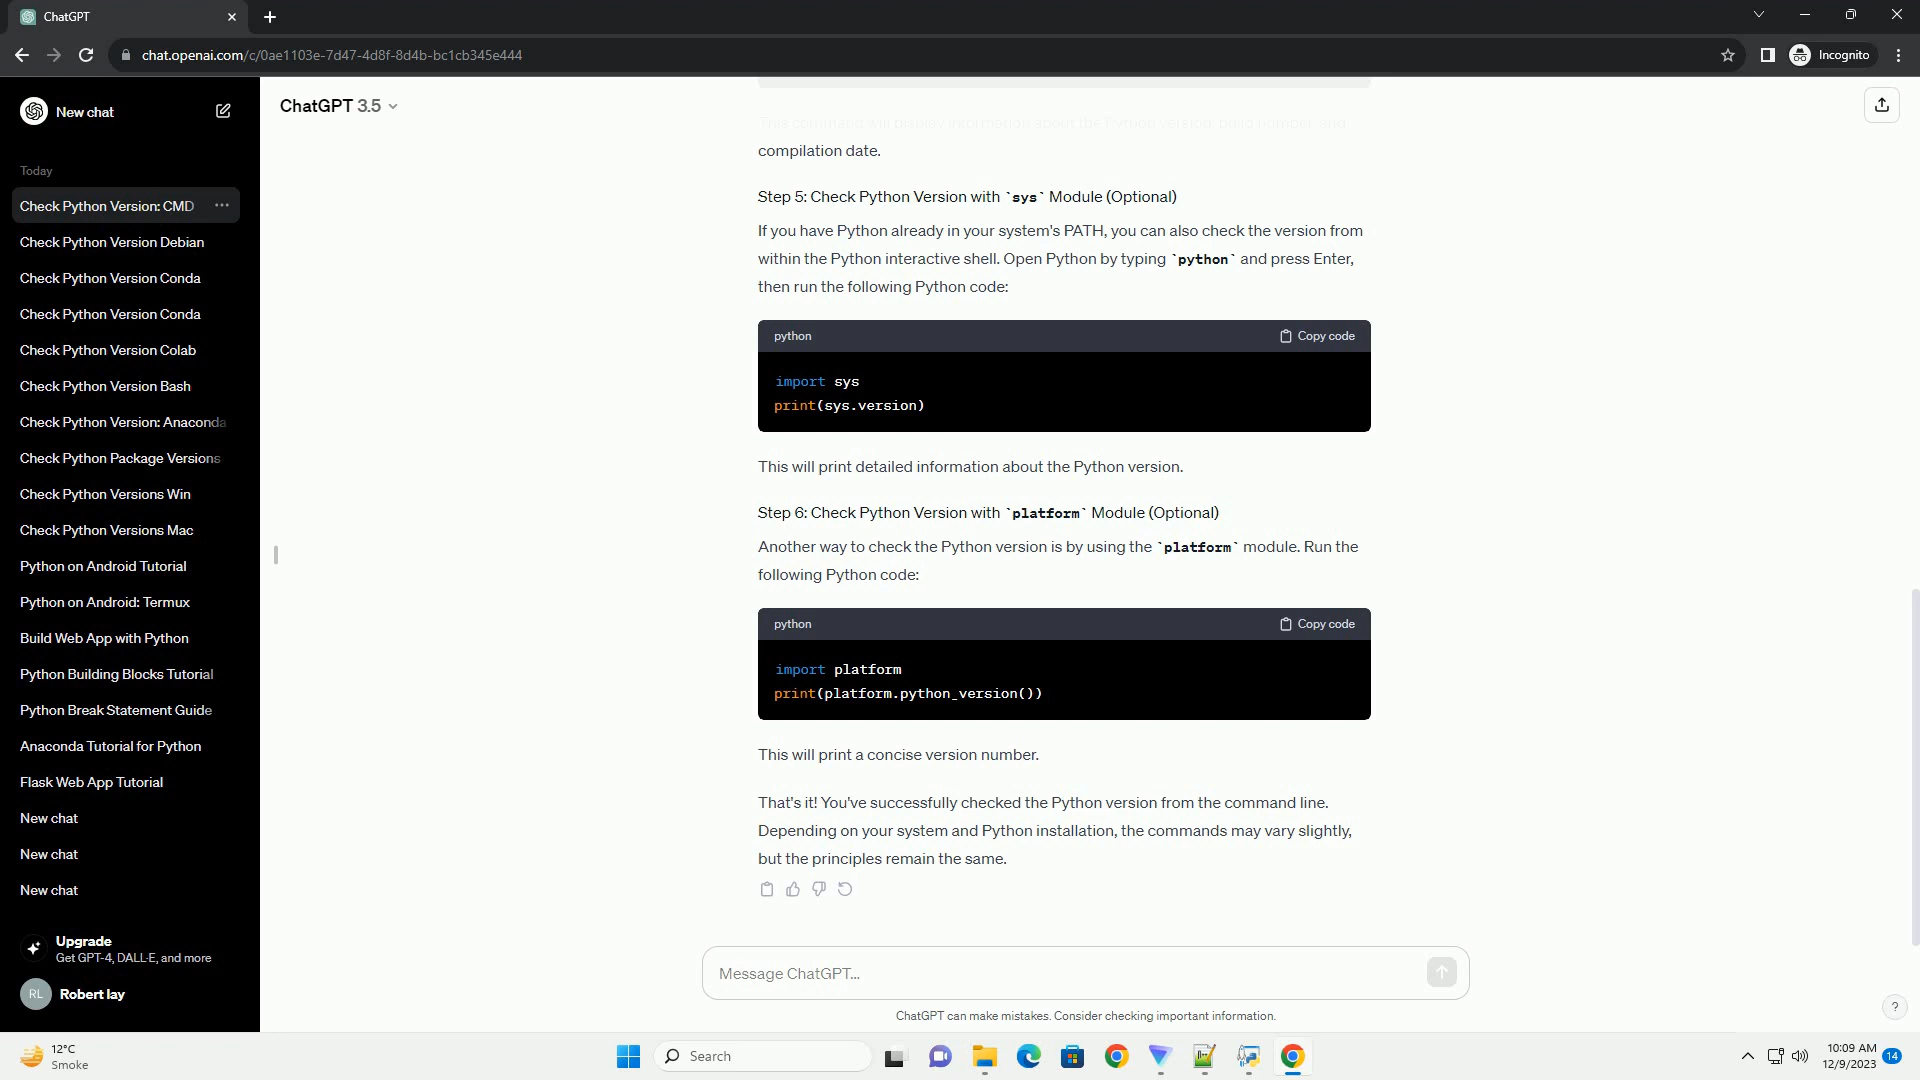 ChatGPT
chat.openai.com/c/0ae1103e-7d47-4d8f-8d4b-bc1cb345e444
Incognito
New chat
Today
Check Python Version: CMD
Check Python Version Debian
Check Python Version Conda
Check Python Version Conda
Check Python Version Colab
Check Python Version Bash
Check Python Version: Anaconda
Check Python Package Versions
Check Python Versions Win
Check Python Versions Mac
Python on Android Tutorial
Python on Android: Termux
Build Web App with Python
Python Building Blocks Tutorial
Python Break Statement Guide
Anaconda Tutorial for Python
Flask Web App Tutorial
New chat
New chat
New chat
Upgrade
Get GPT-4, DALL·E, and more
RL Robert lay
ChatGPT 3.5
This command will display information about the Python version, build number, and
compilation date.
Step 5: Check Python Version with `sys` Module (Optional)
If you have Python already in your system's PATH, you can also check the version from
within the Python interactive shell. Open Python by typing `python` and press Enter,
then run the following Python code:
python Copy code
import sys
print(sys.version)
This will print detailed information about the Python version.
Step 6: Check Python Version with `platform` Module (Optional)
Another way to check the Python version is by using the `platform` module. Run the
following Python code:
python Copy code
import platform
print(platform.python_version())
This will print a concise version number.
That's it! You've successfully checked the Python version from the command line.
Depending on your system and Python installation, the commands may vary slightly,
but the principles remain the same.
Message ChatGPT...
ChatGPT can make mistakes. Consider checking important information.
?
12°C
Smoke
Search
10:09 AM
12/9/2023
14